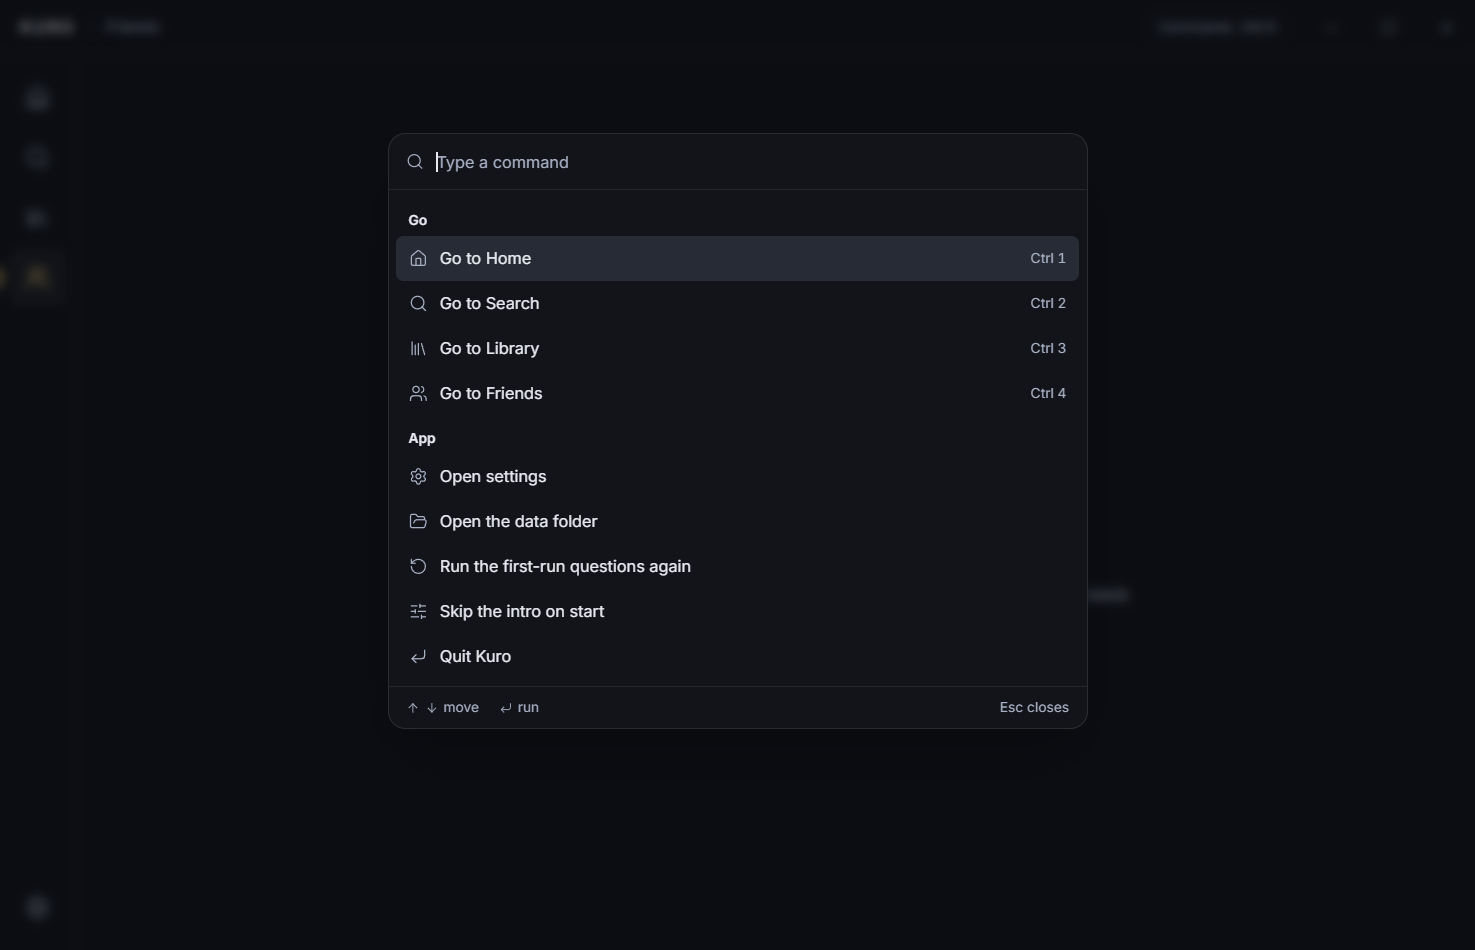 Type a command
Go
Go to Home Ctrl 1
Go to Search Ctrl 2
Go to Library Ctrl 3
Go to Friends Ctrl 4
App
Open settings
Open the data folder
Run the first-run questions again
Skip the intro on start
Quit Kuro
↑ ↓ move ↵ run Esc closes